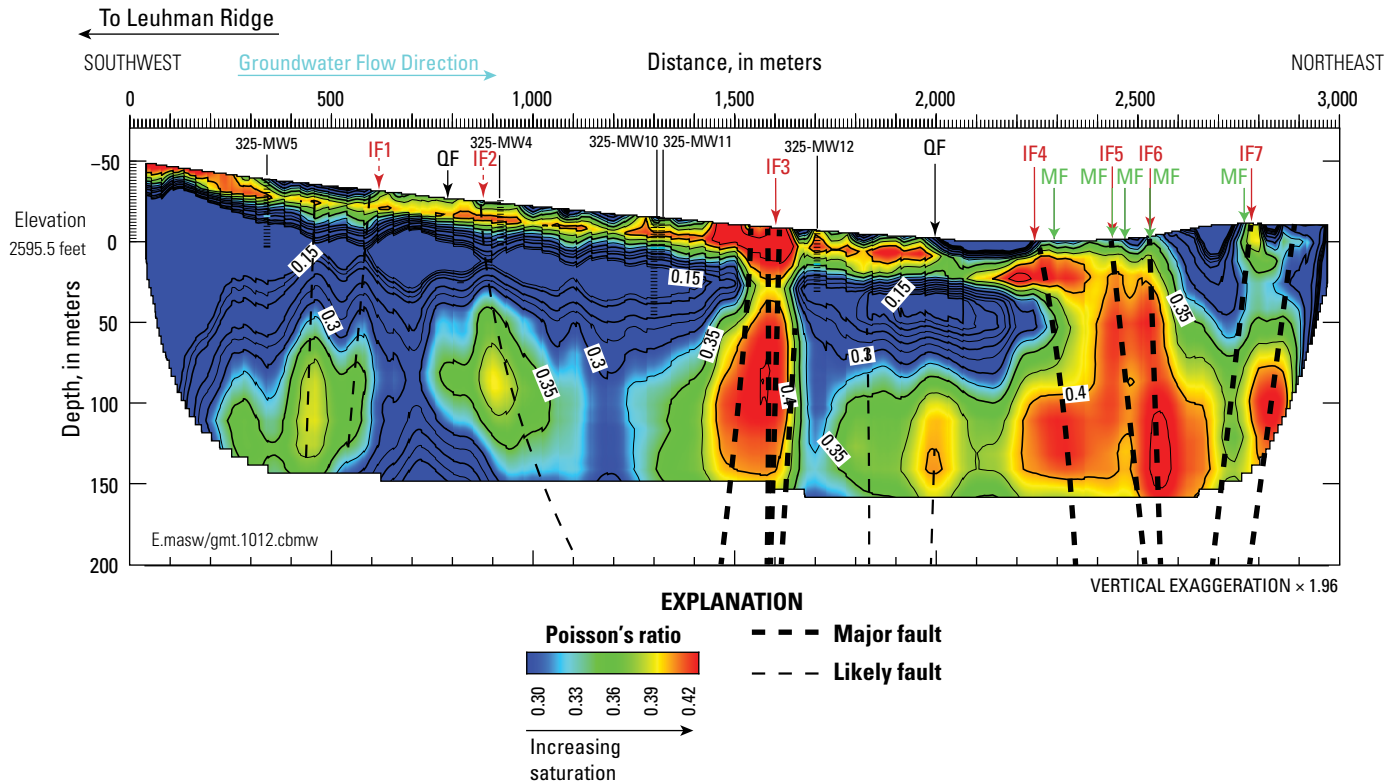 To Leuhman Ridge
SOUTHWEST
Groundwater Flow Direction
Distance, in meters
NORTHEAST
0 500 1,000 1,500 2,000 2,500 3,000
325-MW5
IF1
QF
325-MW4
IF2
325-MW10
325-MW11
IF3
325-MW12
QF
IF4
MF
MF
IF5
MF
IF6
MF
MF
IF7
−50
Elevation
2595.5 feet
0
50
100
150
200
Depth, in meters
0.15
0.3
0.35
0.3
0.15
0.35
0.4
0.15
0.3
0.35
0.4
0.35
E.masw/gmt.1012.cbmw
VERTICAL EXAGGERATION × 1.96
EXPLANATION
Poisson's ratio
0.30 0.33 0.36 0.39 0.42
Increasing
saturation
Major fault
Likely fault